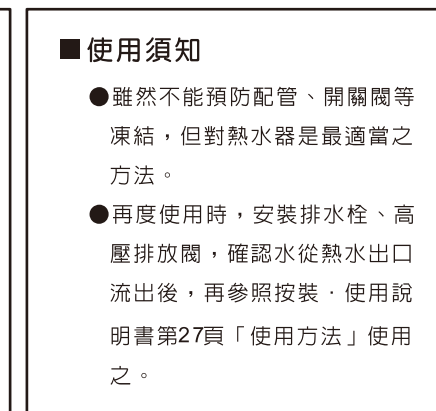 ■使用須知
●雖然不能預防配管、開關閥等
凍結，但對熱水器是最適當之
方法。
●再度使用時，安裝排水栓、高
壓排放閥，確認水從熱水出口
流出後，再參照按裝．使用說
明書第27頁「使用方法」使用
之。